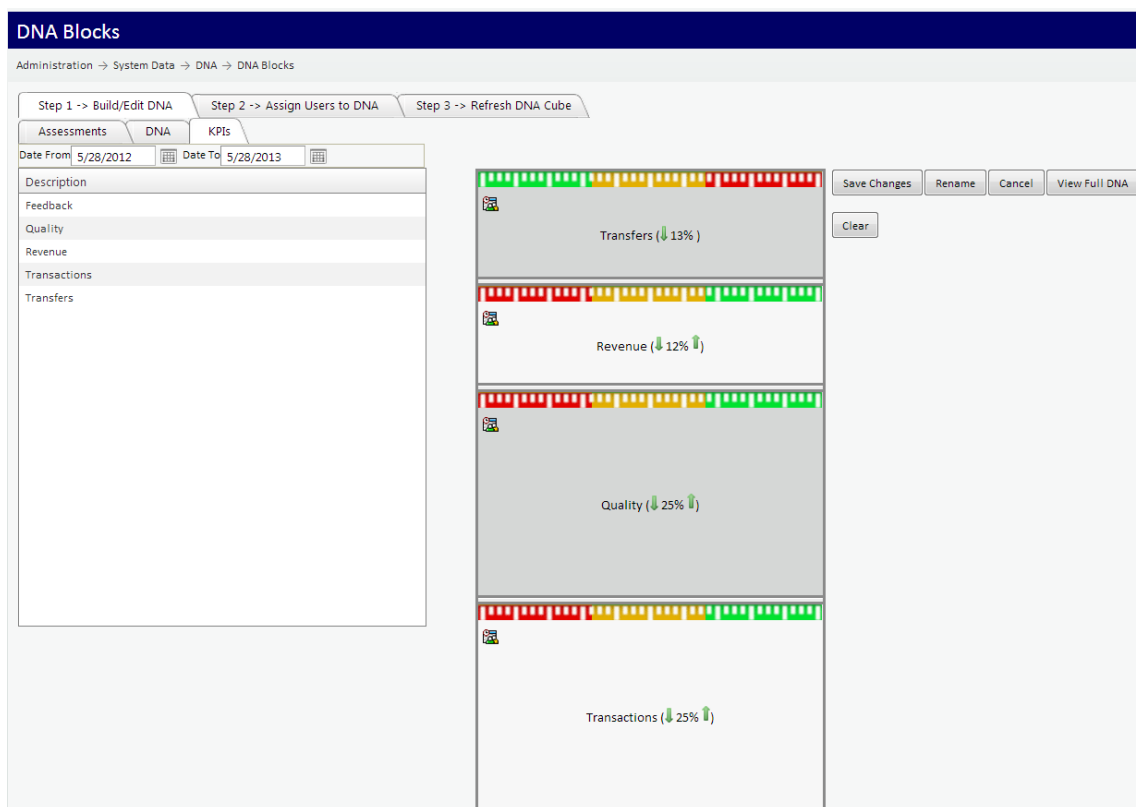 DNA Blocks
Administration → System Data → DNA → DNA Blocks
Step 1 -> Build/Edit DNA Step 2 -> Assign Users to DNA Step 3 -> Refresh DNA Cube
Assessments DNA KPIs
Date From 5/28/2012 Date To 5/28/2013
Description
Feedback
Quality
Revenue
Transactions
Transfers
Transfers (⬇13% )
Revenue (⬇12% ⬆)
Quality (⬇25% ⬆)
Transactions (⬇25% ⬆)
Save Changes Rename Cancel View Full DNA
Clear